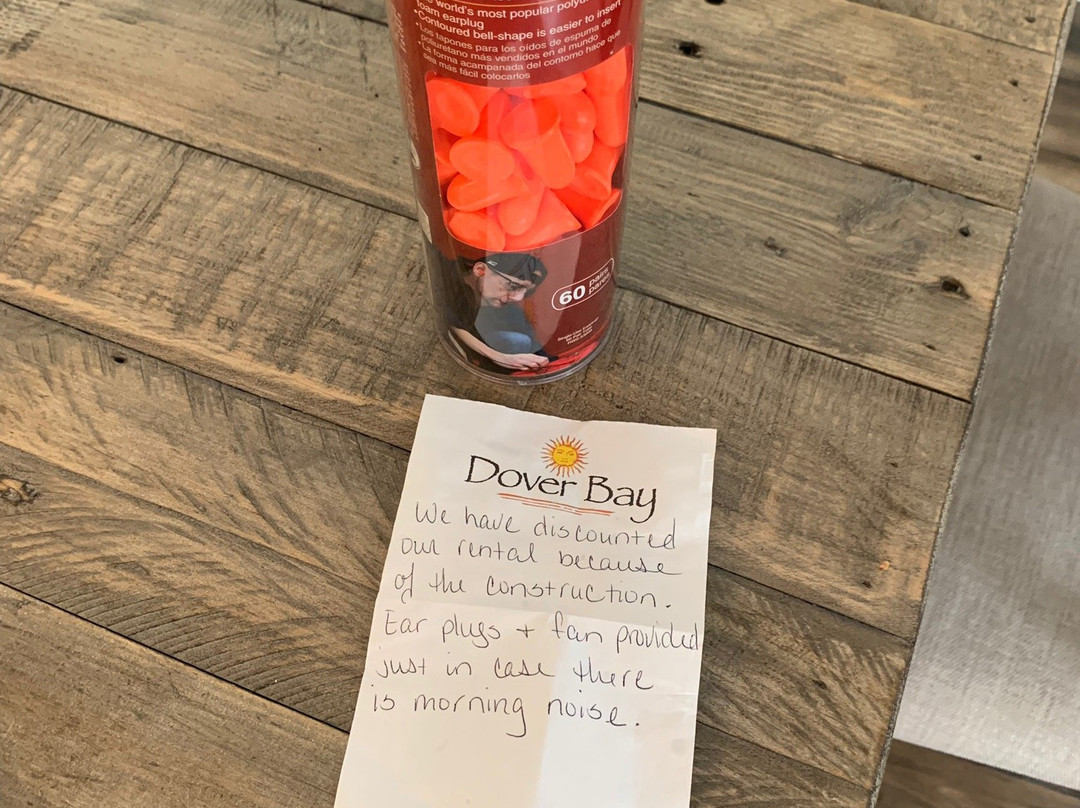 world's most popular
foam earplug
•Contoured bell-shape is easier to insert
•Los tapones para los oídos de espuma de
poliuretano más vendidos en el mundo
•La forma acampanada del contorno hace que
sea más fácil colocarlos
60 pairs
pares
Dover Bay
We have discounted
our rental because
of the construction.
Ear plugs + fan provided
just in case there
is morning noise.